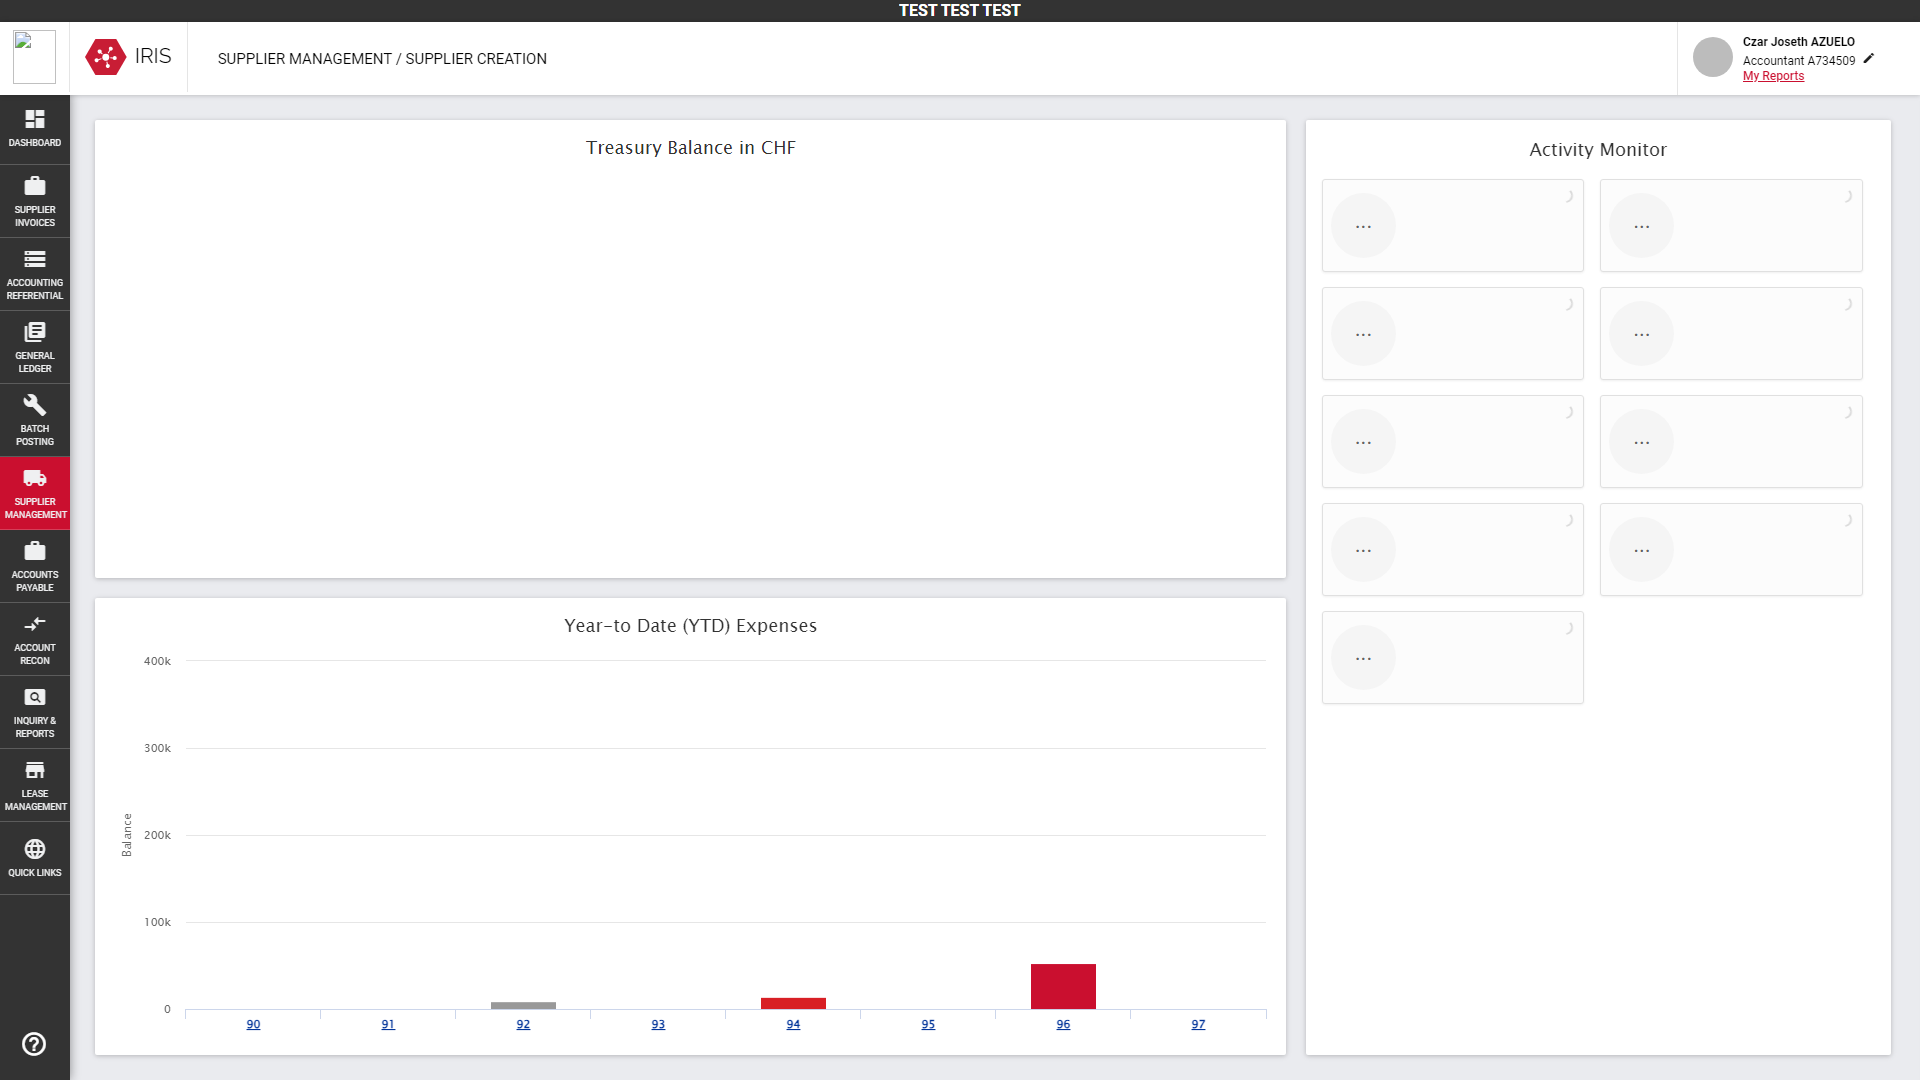 TEST TEST TEST
IRIS
SUPPLIER MANAGEMENT / SUPPLIER CREATION
Czar Joseth AZUELO
Accountant A734509
My Reports
DASHBOARD
SUPPLIER
INVOICES
ACCOUNTING
REFERENTIAL
GENERAL
LEDGER
BATCH
POSTING
SUPPLIER
MANAGEMENT
ACCOUNTS
PAYABLE
ACCOUNT
RECON
INQUIRY &
REPORTS
LEASE
MANAGEMENT
QUICK LINKS
Treasury Balance in CHF
Year-to Date (YTD) Expenses
Balance
400k
300k
200k
100k
0
90 91 92 93 94 95 96 97
Activity Monitor
... ...
... ...
... ...
... ...
...